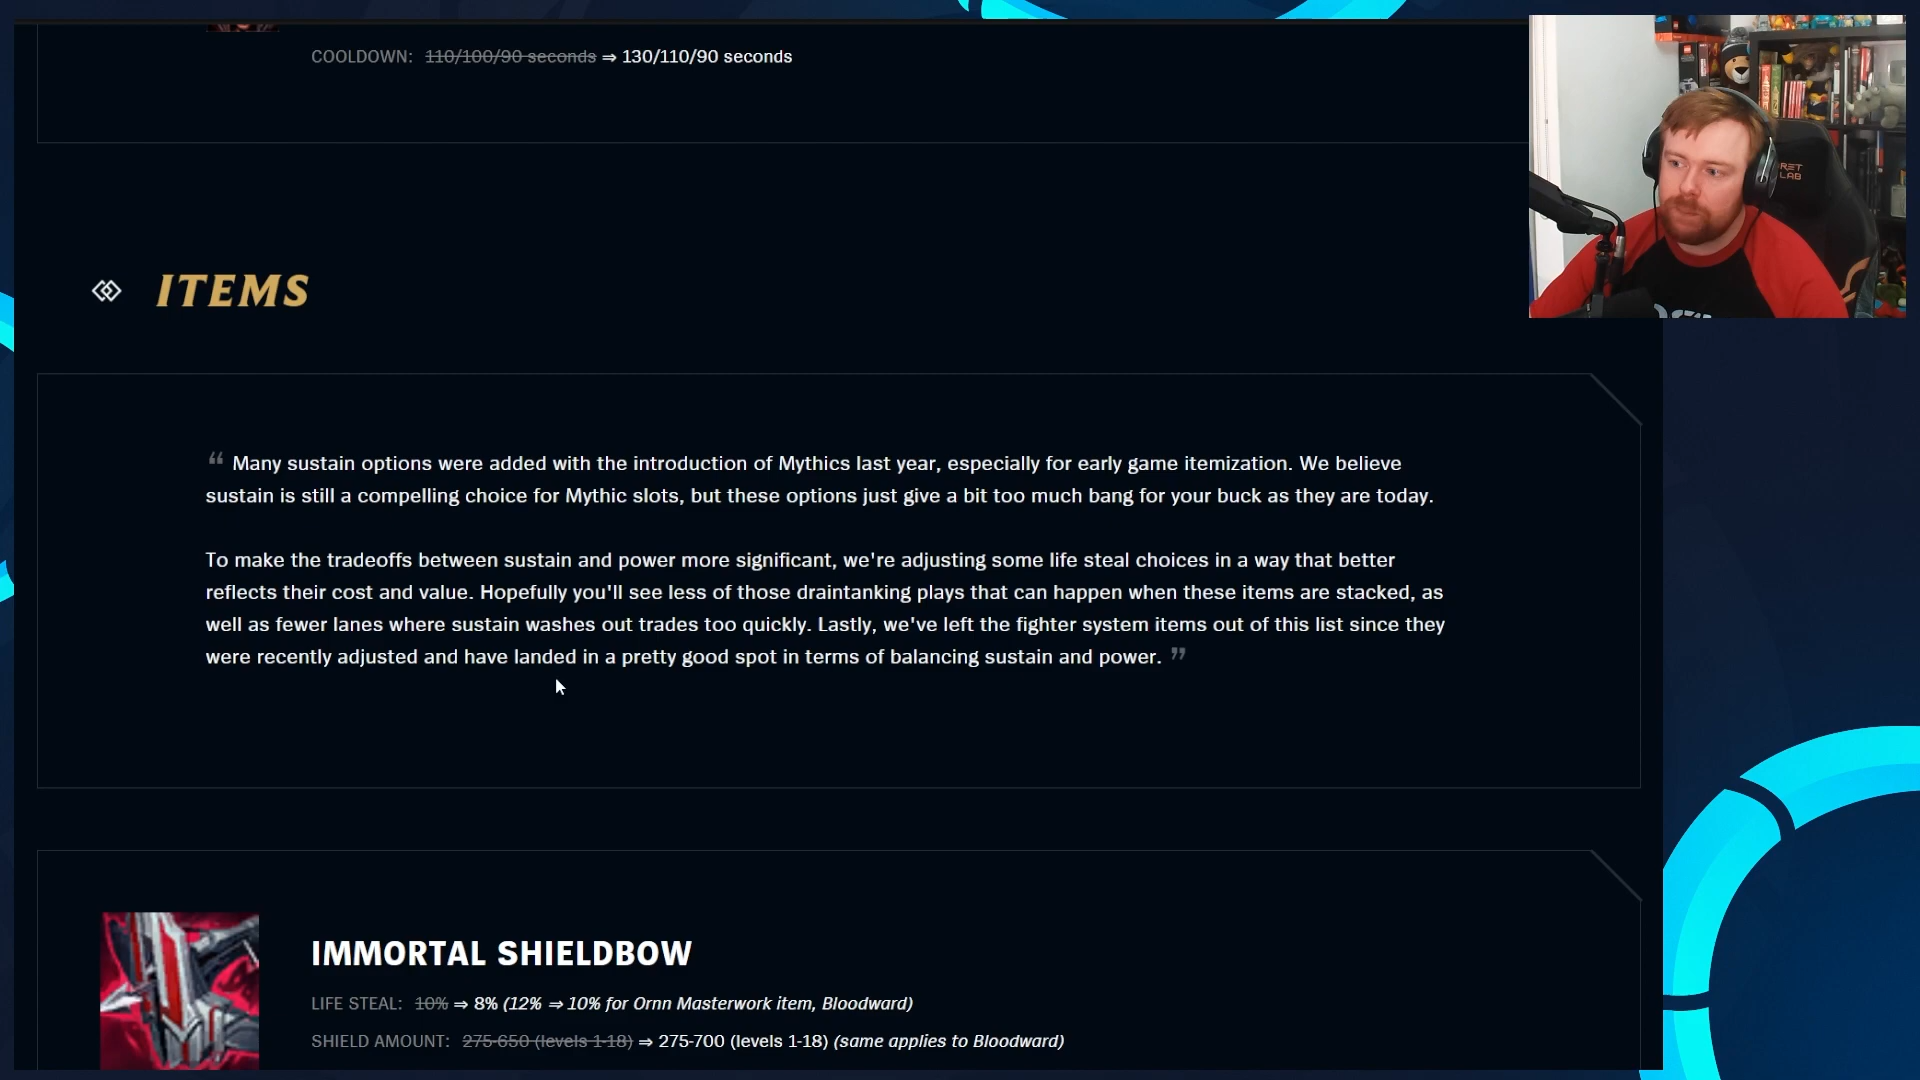 COOLDOWN: 110/100/90 seconds ⇒ 130/110/90 seconds
RET
LAB
ITEMS
“ Many sustain options were added with the introduction of Mythics last year, especially for early game itemization. We believe
sustain is still a compelling choice for Mythic slots, but these options just give a bit too much bang for your buck as they are today.
To make the tradeoffs between sustain and power more significant, we're adjusting some life steal choices in a way that better
reflects their cost and value. Hopefully you'll see less of those draintanking plays that can happen when these items are stacked, as
well as fewer lanes where sustain washes out trades too quickly. Lastly, we've left the fighter system items out of this list since they
were recently adjusted and have landed in a pretty good spot in terms of balancing sustain and power. ”
IMMORTAL SHIELDBOW
LIFE STEAL: 10% ⇒ 8% (12% ⇒ 10% for Ornn Masterwork item, Bloodward)
SHIELD AMOUNT: 275-650 (levels 1-18) ⇒ 275-700 (levels 1-18) (same applies to Bloodward)